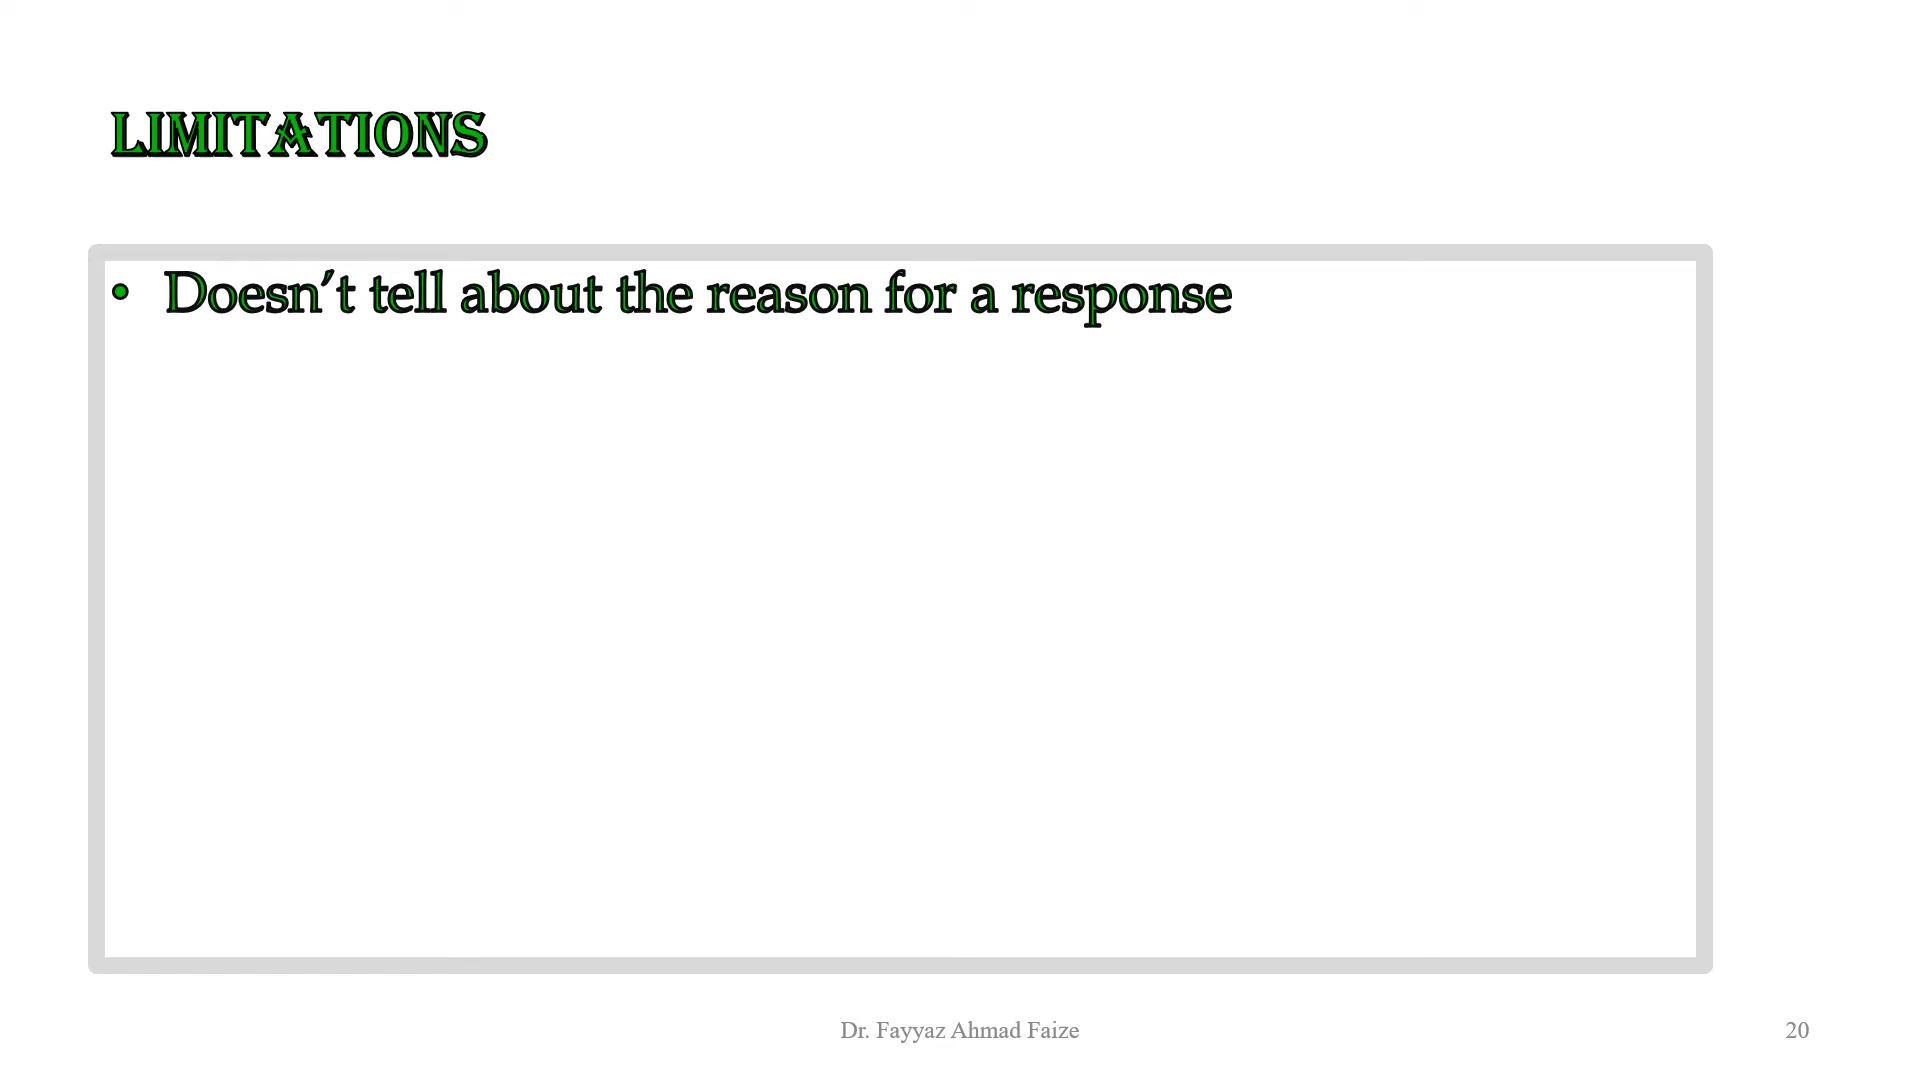 LIMITATIONS
• Doesn’t tell about the reason for a response
Dr. Fayyaz Ahmad Faize
20